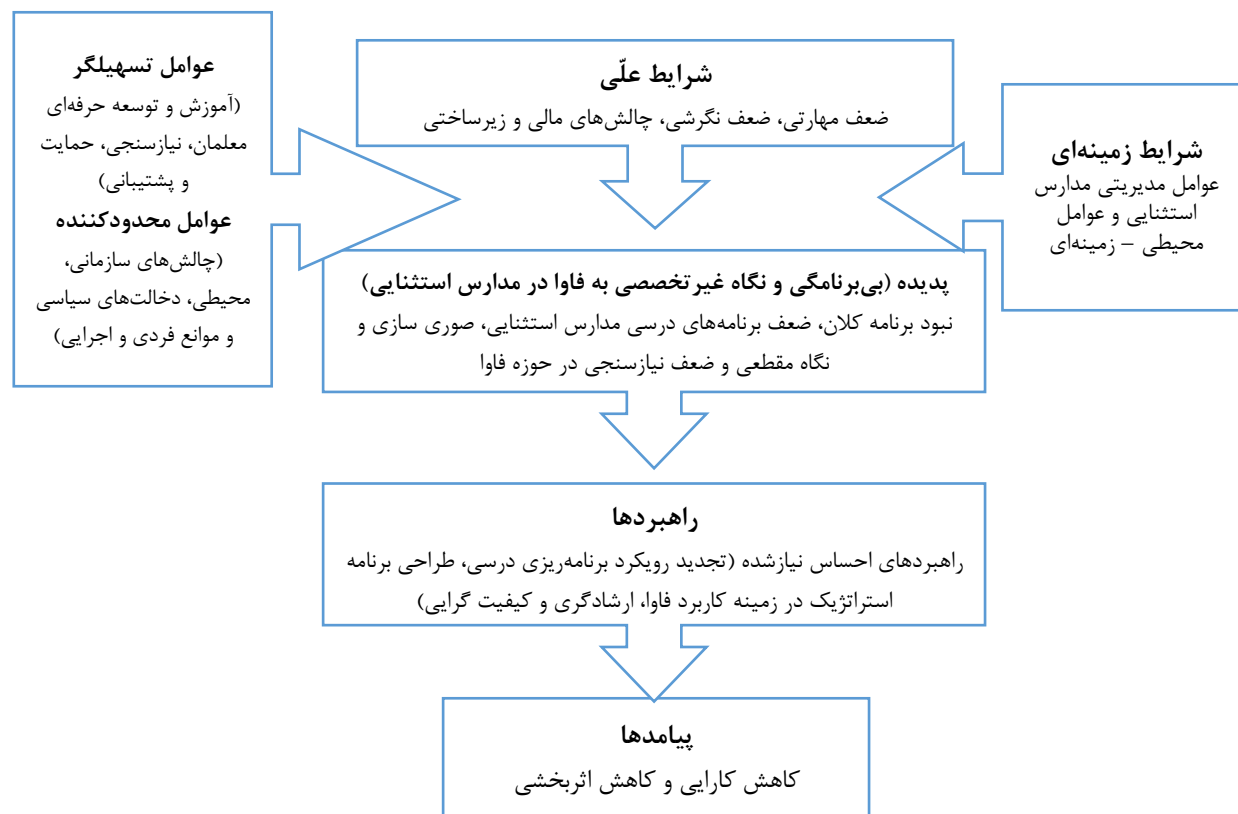 شرایط علّی
ضعف مهارتی، ضعف نگرشی، چالش‌های مالی و زیرساختی
شرایط زمینه‌ای
عوامل مدیریتی مدارس
استثنایی و عوامل
محیطی – زمینه‌ای
عوامل تسهیلگر
(آموزش و توسعه حرفه‌ای
معلمان، نیازسنجی، حمایت
و پشتیبانی)
عوامل محدودکننده
(چالش‌های سازمانی،
محیطی، دخالت‌های سیاسی
و موانع فردی و اجرایی)
پدیده (بی‌برنامگی و نگاه غیرتخصصی به فاوا در مدارس استثنایی)
نبود برنامه کلان، ضعف برنامه‌های درسی مدارس استثنایی، صوری سازی و
نگاه مقطعی و ضعف نیازسنجی در حوزه فاوا
راهبردها
راهبردهای احساس نیازشده (تجدید رویکرد برنامه‌ریزی درسی، طراحی برنامه
استراتژیک در زمینه کاربرد فاوا، ارشادگری و کیفیت گرایی)
پیامدها
کاهش کارایی و کاهش اثربخشی